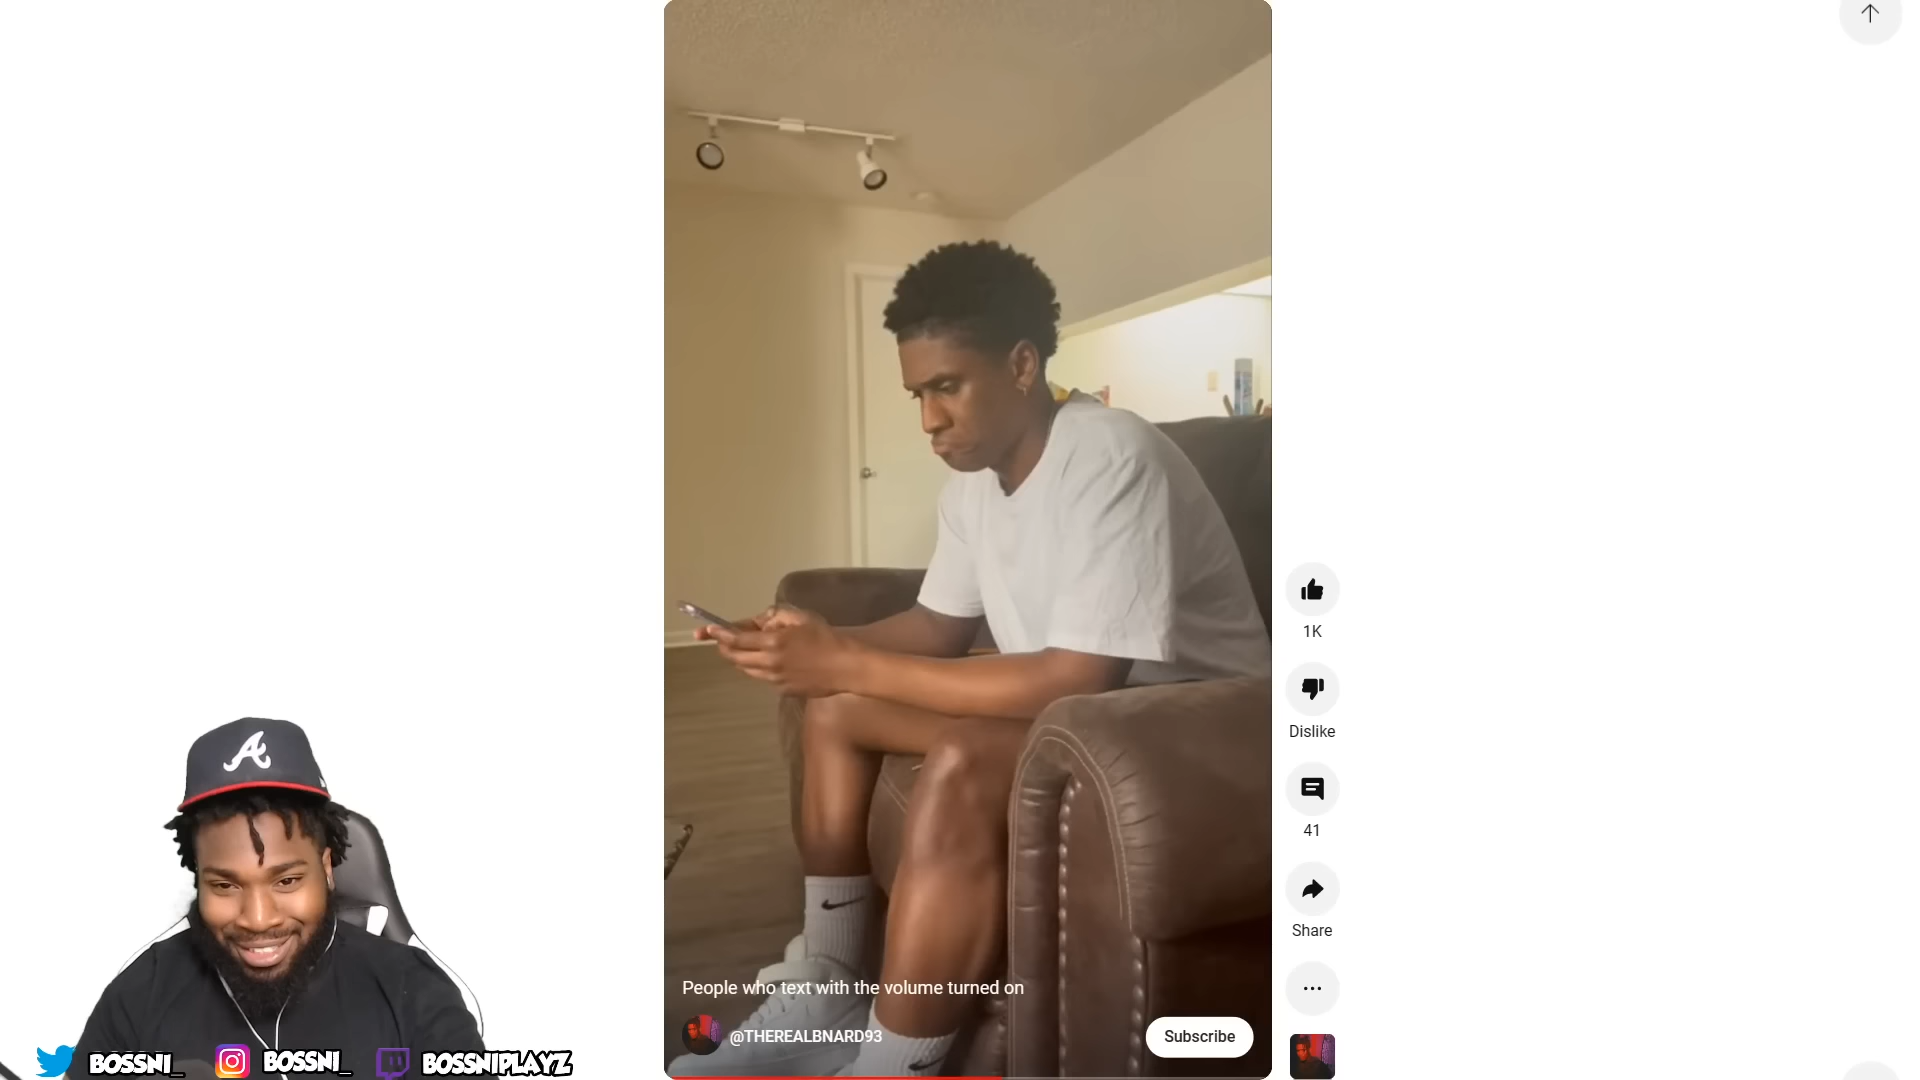 A
1K
Dislike
41
Share
People who text with the volume turned on
@THEREALBNARD93
Subscribe
BOSSNI_
BOSSNI_
BOSSNIPLAYZ